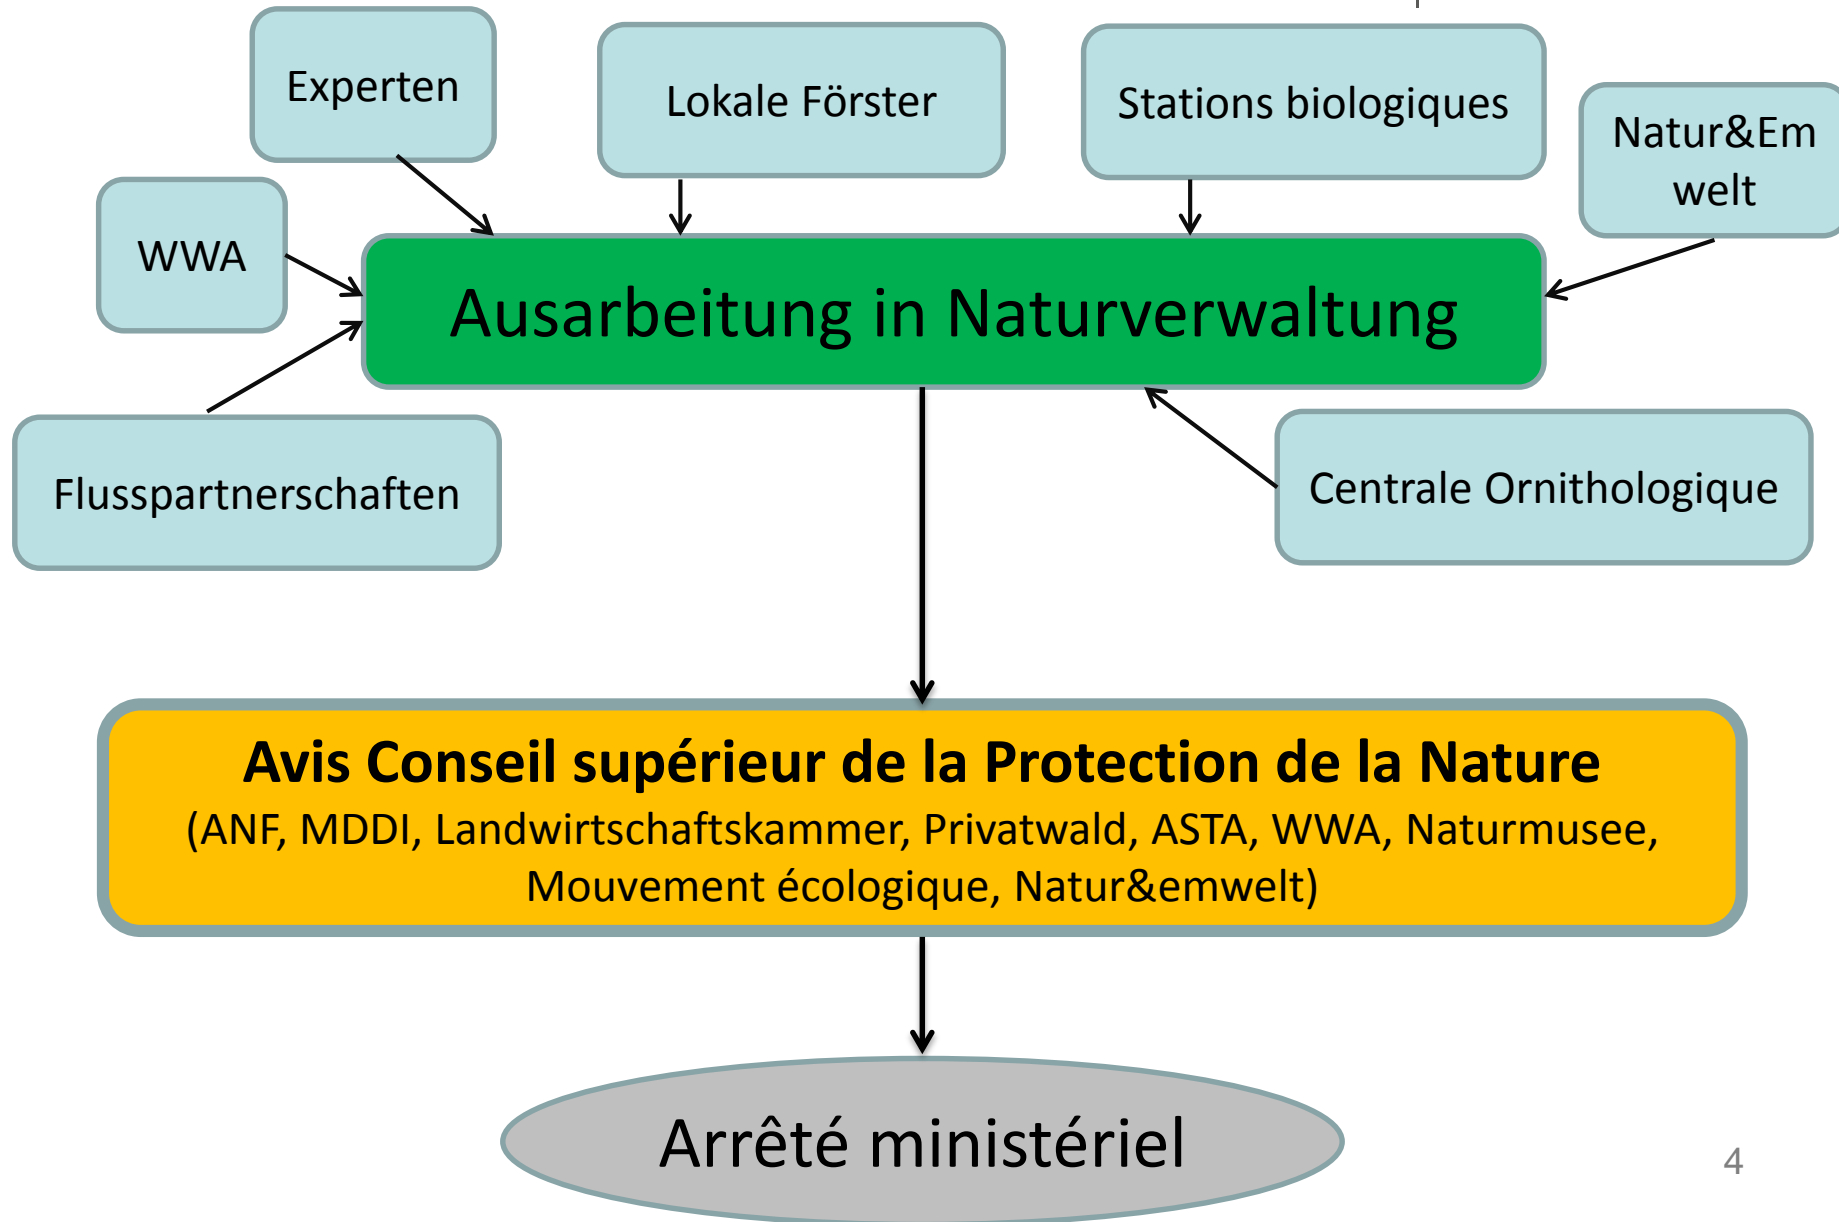 Experten
Lokale Förster
Stations biologiques
Natur&Em
welt
WWA
Ausarbeitung in Naturverwaltung
Flusspartnerschaften
Centrale Ornithologique
Avis Conseil supérieur de la Protection de la Nature
(ANF, MDDI, Landwirtschaftskammer, Privatwald, ASTA, WWA, Naturmusee,
Mouvement écologique, Natur&emwelt)
Arrêté ministériel
4